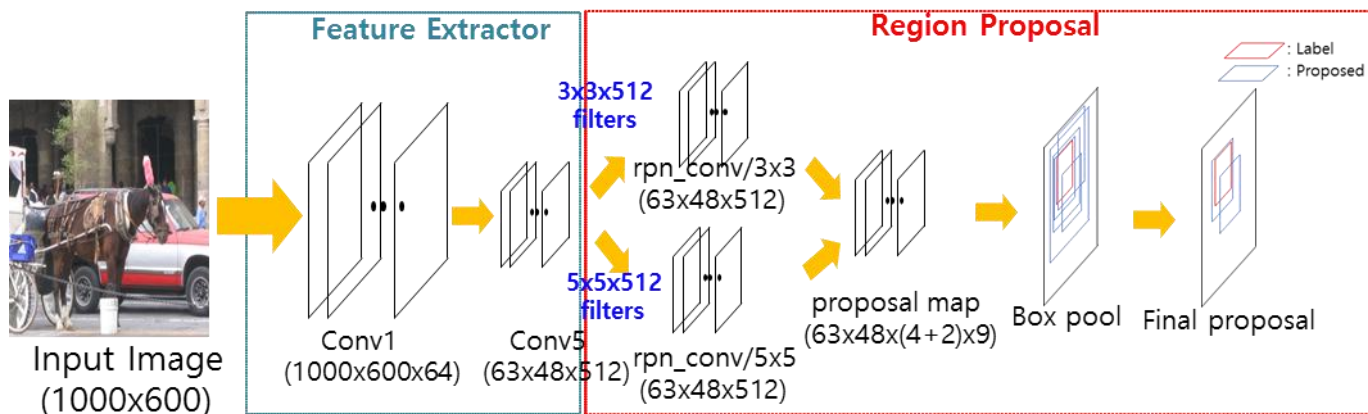 Feature Extractor
Region Proposal
: Label
: Proposed
3x3x512
filters
rpn_conv/3x3
(63x48x512)
5x5x512
filters
rpn_conv/5x5
(63x48x512)
Input Image
(1000x600)
Conv1
(1000x600x64)
Conv5
(63x48x512)
proposal map
(63x48x(4+2)x9)
Box pool
Final proposal